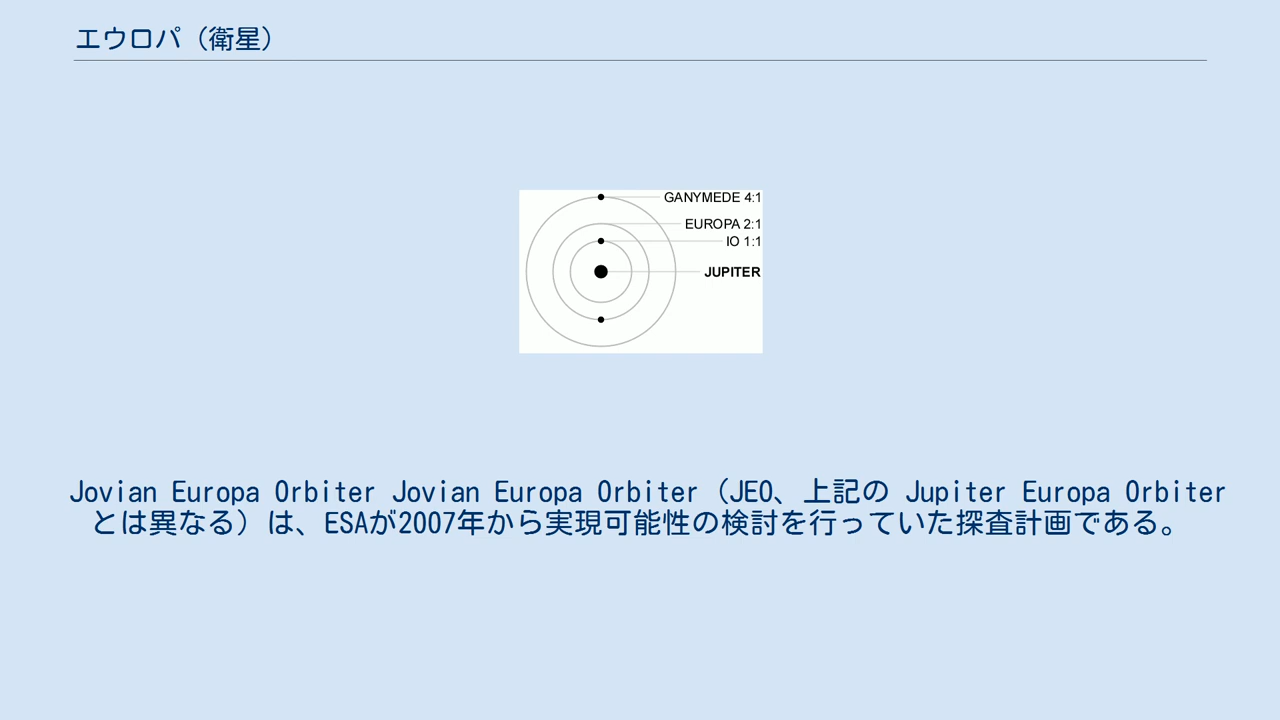 エウロパ（衛星）
GANYMEDE 4:1
EUROPA 2:1
IO 1:1
JUPITER
Jovian Europa Orbiter Jovian Europa Orbiter（JEO、上記の Jupiter Europa Orbiter
とは異なる）は、ESAが2007年から実現可能性の検討を行っていた探査計画である。